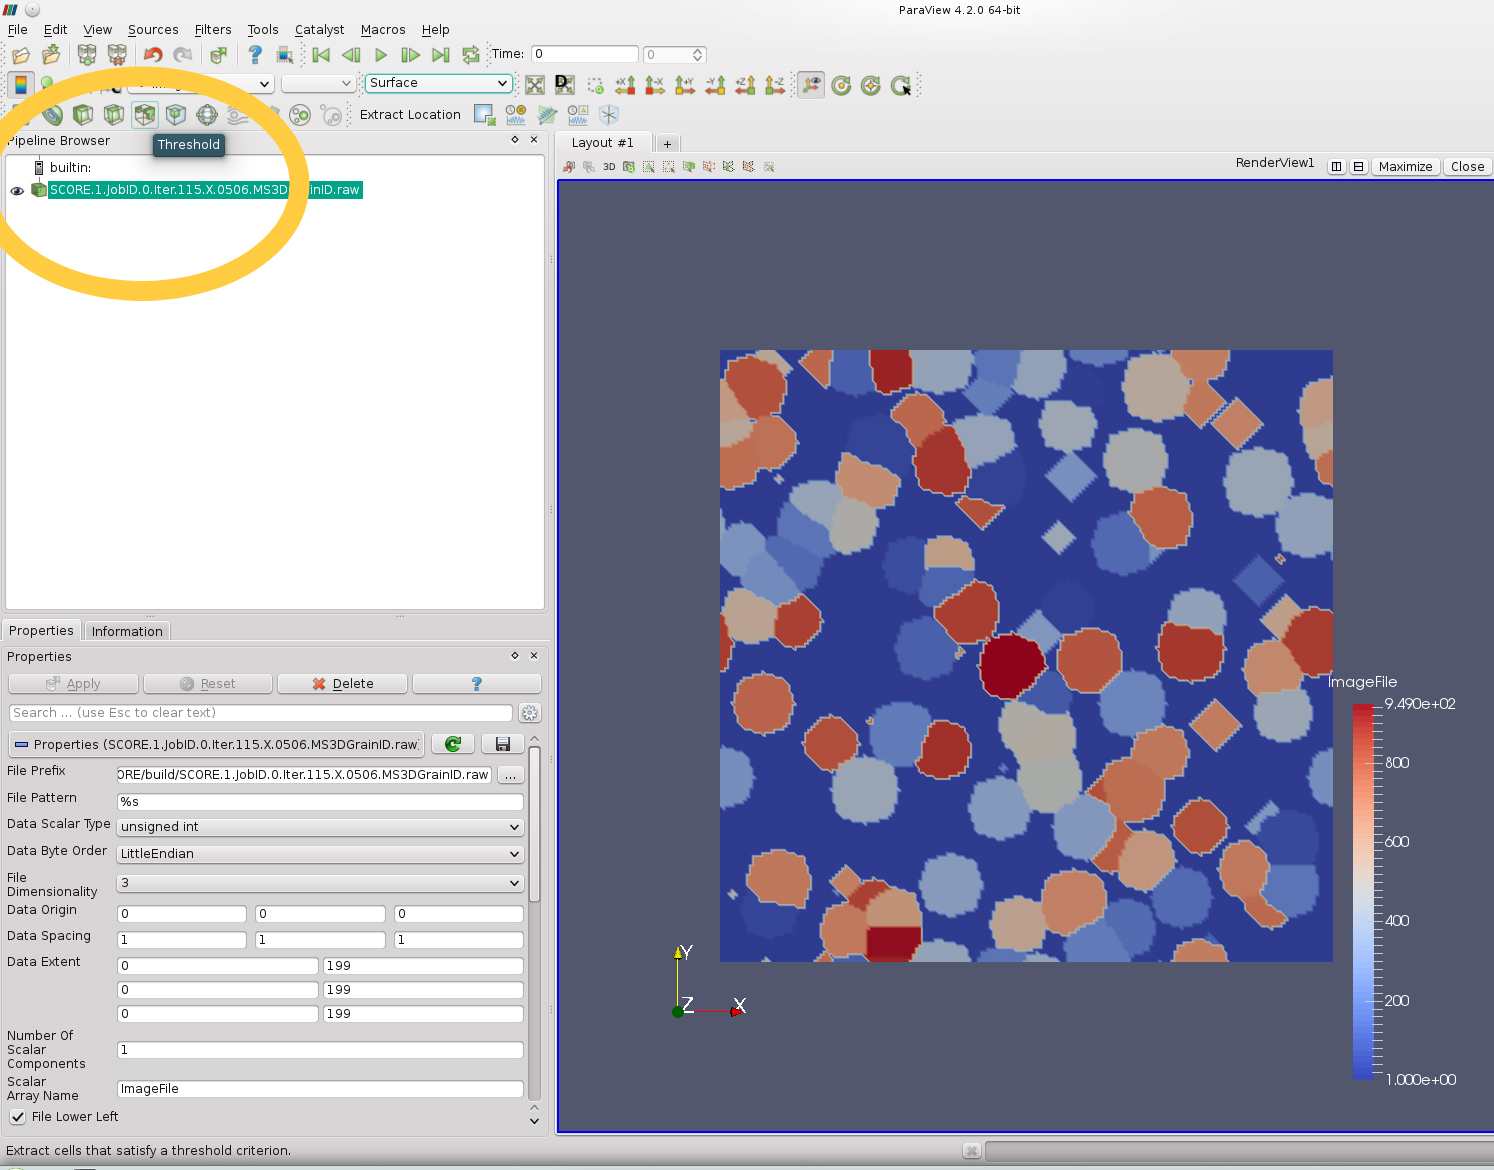 ParaView 4.2.0 64-bit
File Edit View Sources Filters Tools Catalyst Macros Help
Time: 0 0
Surface
Extract Location
Threshold
Pipeline Browser
builtin:
SCORE.1.JobID.0.Iter.115.X.0506.MS3DGrainID.raw
Layout #1 +
3D RenderView1 Maximize Close
Properties Information
Properties
Apply Reset Delete ?
Search ... (use Esc to clear text)
Properties (SCORE.1.JobID.0.Iter.115.X.0506.MS3DGrainID.raw)
File Prefix ORE/build/SCORE.1.JobID.0.Iter.115.X.0506.MS3DGrainID.raw ...
File Pattern %s
Data Scalar Type unsigned int
Data Byte Order LittleEndian
File
Dimensionality 3
Data Origin 0 0 0
Data Spacing 1 1 1
Data Extent 0 199
0 199
0 199
Number Of
Scalar
Components 1
Scalar
Array Name ImageFile
File Lower Left
ImageFile
9.490e+02
800
600
400
200
1.000e+00
Y
Z X
Extract cells that satisfy a threshold criterion.